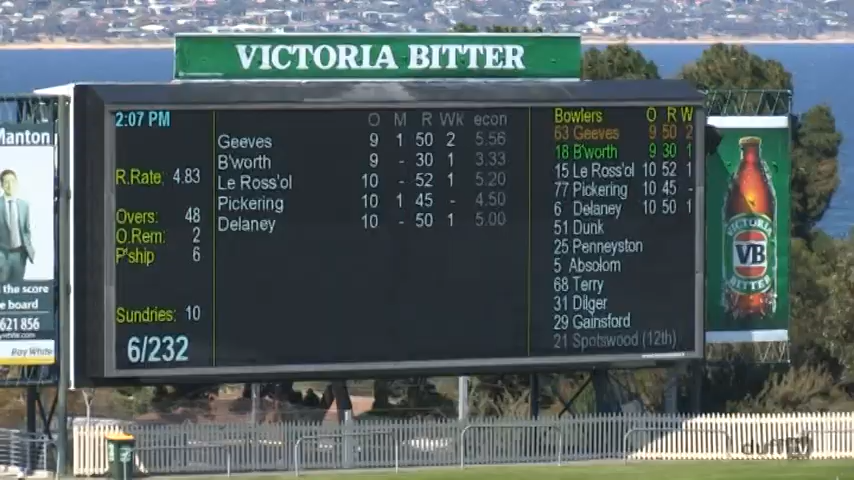 VICTORIA BITTER
Manton
the score
board
621 856
Ray White
2:07 PM
R.Rate: 4.83
Overs: 48
O.Rem: 2
P'ship 6
Sundries: 10
6/232
O M R Wk econ
Geeves 9 1 50 2 5.56
B'worth 9 - 30 1 3.33
Le Ross'ol 10 - 52 1 5.20
Pickering 10 1 45 - 4.50
Delaney 10 - 50 1 5.00
Bowlers O R W
63 Geeves 9 50 2
18 B'worth 9 30 1
15 Le Ross'ol 10 52 1
77 Pickering 10 45 -
6 Delaney 10 50 1
51 Dunk
25 Penneyston
5 Absolom
68 Terry
31 Dilger
29 Gainsford
21 Spotswood (12th)
VICTORIA
VB
BITTER